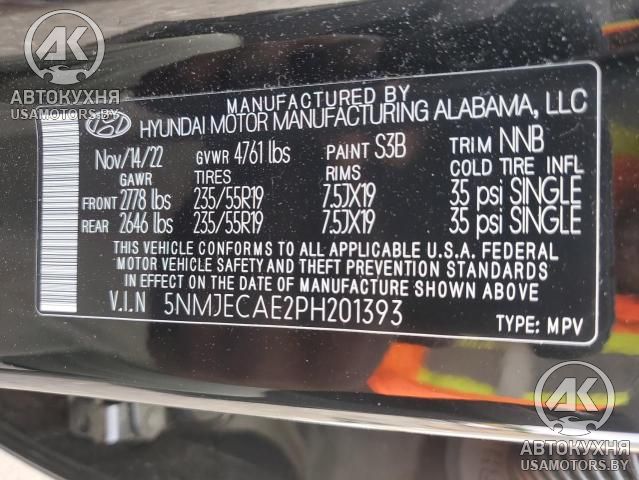 АВТОКУХНЯ
USAMOTORS.BY
MANUFACTURED BY
HYUNDAI MOTOR MANUFACTURING ALABAMA, LLC
Nov/14/22 GVWR 4761 lbs PAINT S3B TRIM NNB
GAWR TIRES RIMS COLD TIRE INFL
FRONT 2778 lbs 235/55R19 7.5JX19 35 psi SINGLE
REAR 2646 lbs 235/55R19 7.5JX19 35 psi SINGLE
THIS VEHICLE CONFORMS TO ALL APPLICABLE U.S.A. FEDERAL
MOTOR VEHICLE SAFETY AND THEFT PREVENTION STANDARDS
IN EFFECT ON THE DATE OF MANUFACTURE SHOWN ABOVE.
V.I.N 5NMJECAE2PH201393
TYPE: MPV
АК
АВТОКУХНЯ
USAMOTORS.BY